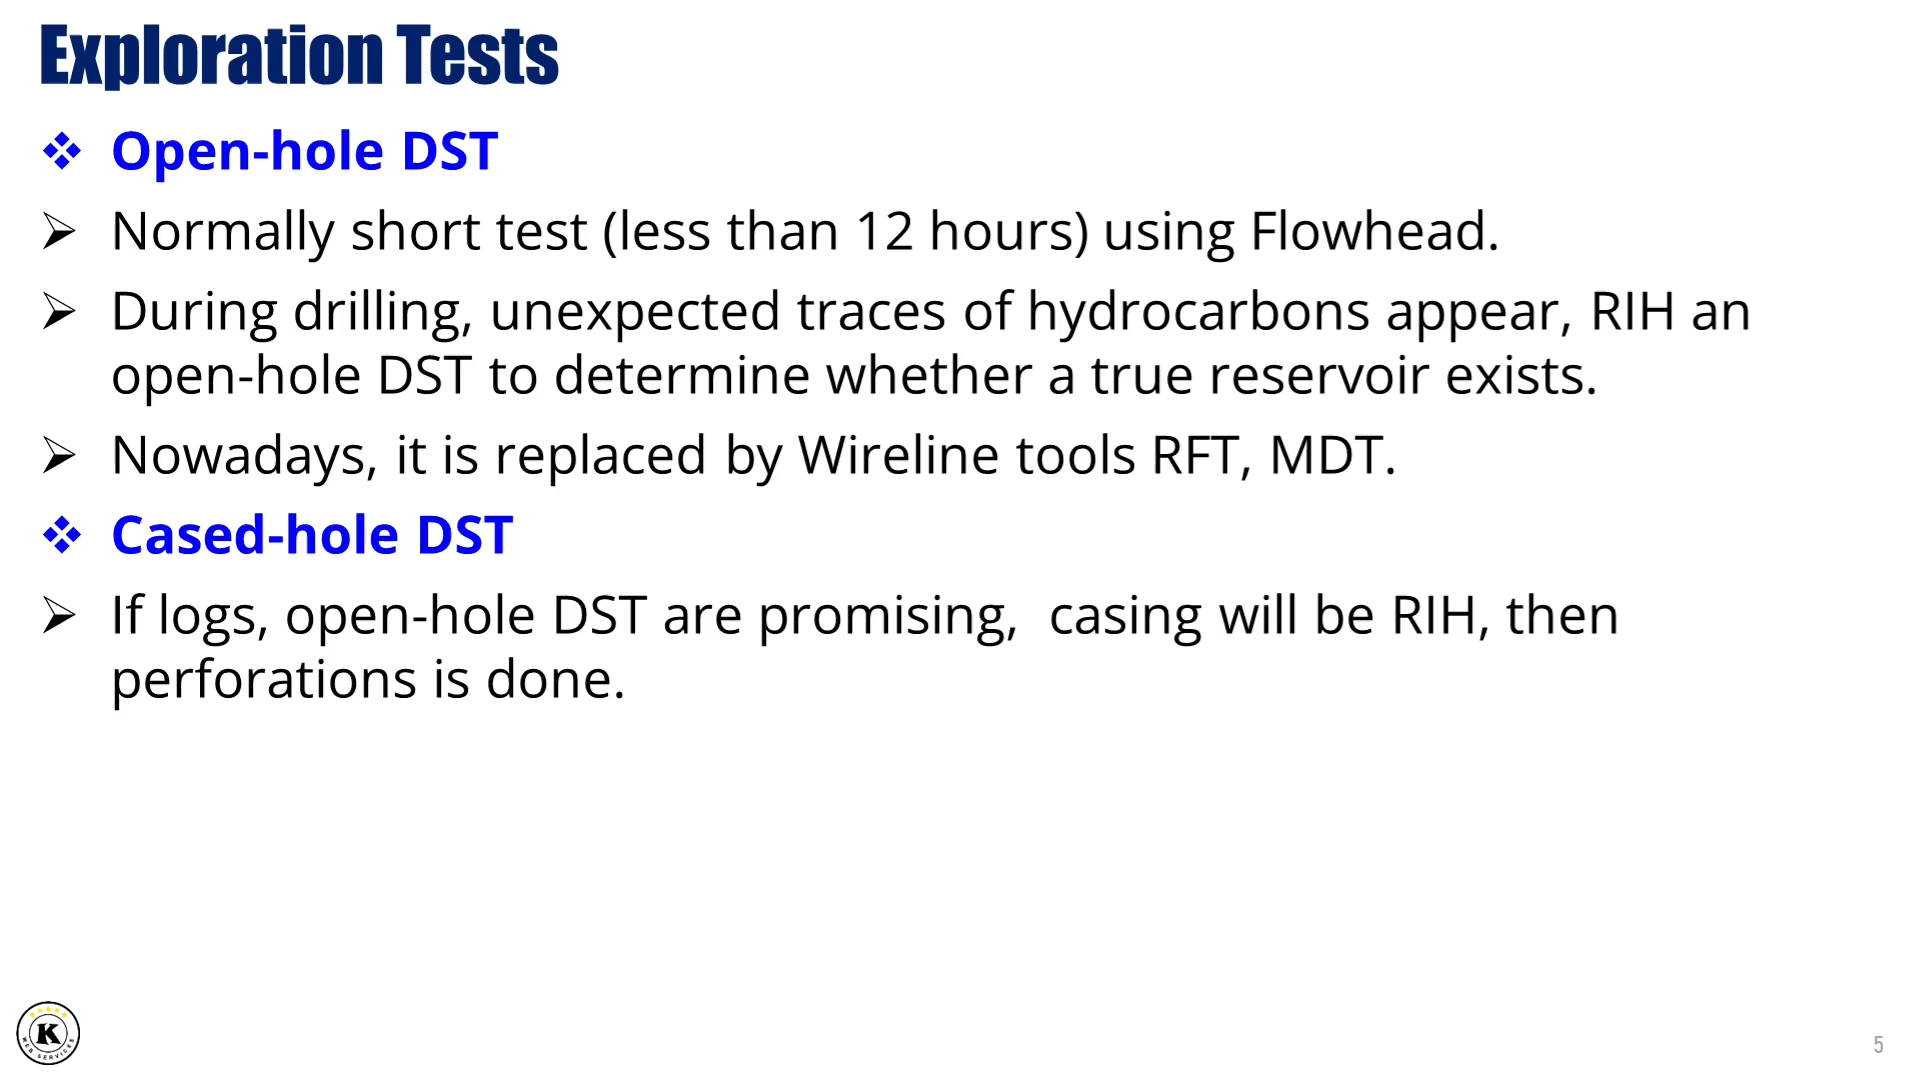 Exploration Tests
❖ Open-hole DST
➢ Normally short test (less than 12 hours) using Flowhead.
➢ During drilling, unexpected traces of hydrocarbons appear, RIH an
open-hole DST to determine whether a true reservoir exists.
➢ Nowadays, it is replaced by Wireline tools RFT, MDT.
❖ Cased-hole DST
➢ If logs, open-hole DST are promising,  casing will be RIH, then
perforations is done.
K
WEB SERVICES
5